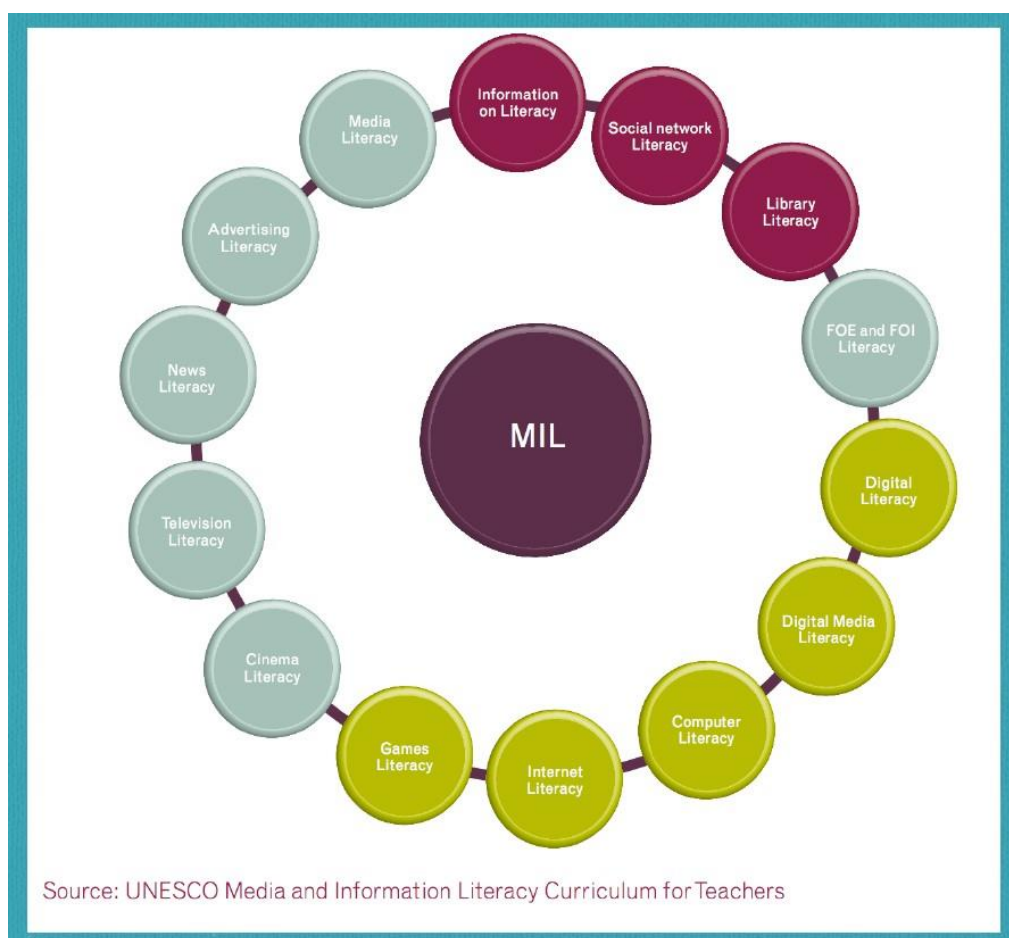 Information
on Literacy
Social network
Literacy
Library
Literacy
FOE and FOI
Literacy
Digital
Literacy
Digital Media
Literacy
Computer
Literacy
Internet
Literacy
Games
Literacy
Cinema
Literacy
Television
Literacy
News
Literacy
Advertising
Literacy
Media
Literacy
MIL
Source: UNESCO Media and Information Literacy Curriculum for Teachers